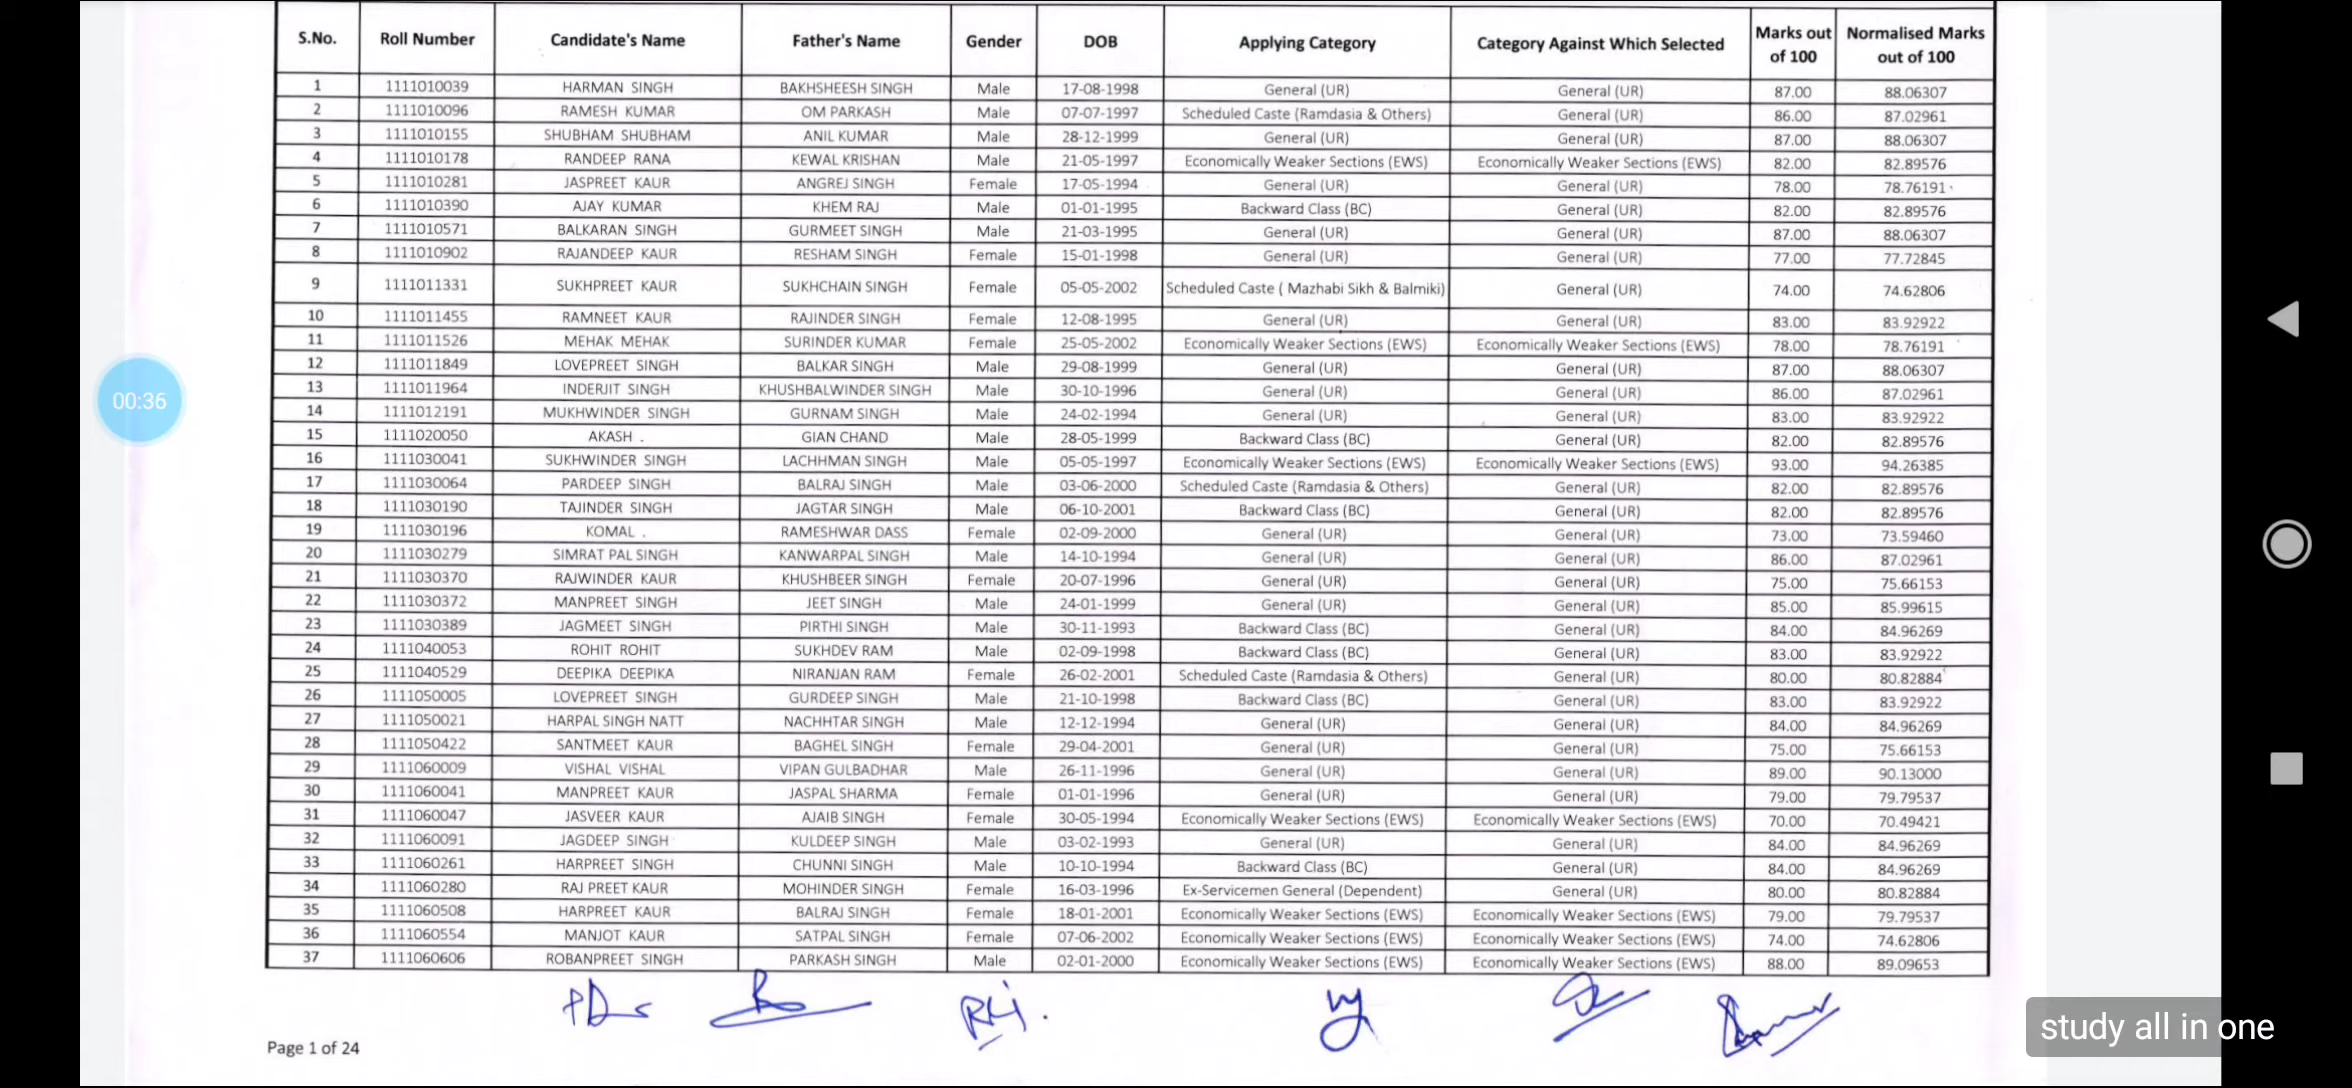 S.No. Roll Number Candidate's Name Father's Name Gender DOB Applying Category Category Against Which Selected Marks out of 100 Normalised Marks out of 100
1 1111010039 HARMAN SINGH BAKHSHEESH SINGH Male 17-08-1998 General (UR) General (UR) 87.00 88.06307
2 1111010096 RAMESH KUMAR OM PARKASH Male 07-07-1997 Scheduled Caste (Ramdasia & Others) General (UR) 86.00 87.02961
3 1111010155 SHUBHAM SHUBHAM ANIL KUMAR Male 28-12-1999 General (UR) General (UR) 87.00 88.06307
4 1111010178 RANDEEP RANA KEWAL KRISHAN Male 21-05-1997 Economically Weaker Sections (EWS) Economically Weaker Sections (EWS) 82.00 82.89576
5 1111010281 JASPREET KAUR ANGREJ SINGH Female 17-05-1994 General (UR) General (UR) 78.00 78.76191
6 1111010390 AJAY KUMAR KHEM RAJ Male 01-01-1995 Backward Class (BC) General (UR) 82.00 82.89576
7 1111010571 BALKARAN SINGH GURMEET SINGH Male 21-03-1995 General (UR) General (UR) 87.00 88.06307
8 1111010902 RAJANDEEP KAUR RESHAM SINGH Female 15-01-1998 General (UR) General (UR) 77.00 77.72845
9 1111011331 SUKHPREET KAUR SUKHCHAIN SINGH Female 05-05-2002 Scheduled Caste ( Mazhabi Sikh & Balmiki) General (UR) 74.00 74.62806
10 1111011455 RAMNEET KAUR RAJINDER SINGH Female 12-08-1995 General (UR) General (UR) 83.00 83.92922
11 1111011526 MEHAK MEHAK SURINDER KUMAR Female 25-05-2002 Economically Weaker Sections (EWS) Economically Weaker Sections (EWS) 78.00 78.76191
12 1111011849 LOVEPREET SINGH BALKAR SINGH Male 29-08-1999 General (UR) General (UR) 87.00 88.06307
13 1111011964 INDERJIT SINGH KHUSHBALWINDER SINGH Male 30-10-1996 General (UR) General (UR) 86.00 87.02961
14 1111012191 MUKHWINDER SINGH GURNAM SINGH Male 24-02-1994 General (UR) General (UR) 83.00 83.92922
15 1111020050 AKASH . GIAN CHAND Male 28-05-1999 Backward Class (BC) General (UR) 82.00 82.89576
16 1111030041 SUKHWINDER SINGH LACHHMAN SINGH Male 05-05-1997 Economically Weaker Sections (EWS) Economically Weaker Sections (EWS) 93.00 94.26385
17 1111030064 PARDEEP SINGH BALRAJ SINGH Male 03-06-2000 Scheduled Caste (Ramdasia & Others) General (UR) 82.00 82.89576
18 1111030190 TAJINDER SINGH JAGTAR SINGH Male 06-10-2001 Backward Class (BC) General (UR) 82.00 82.89576
19 1111030196 KOMAL . RAMESHWAR DASS Female 02-09-2000 General (UR) General (UR) 73.00 73.59460
20 1111030279 SIMRAT PAL SINGH KANWARPAL SINGH Male 14-10-1994 General (UR) General (UR) 86.00 87.02961
21 1111030370 RAJWINDER KAUR KHUSHBEER SINGH Female 20-07-1996 General (UR) General (UR) 75.00 75.66153
22 1111030372 MANPREET SINGH JEET SINGH Male 24-01-1999 General (UR) General (UR) 85.00 85.99615
23 1111030389 JAGMEET SINGH PIRTHI SINGH Male 30-11-1993 Backward Class (BC) General (UR) 84.00 84.96269
24 1111040053 ROHIT ROHIT SUKHDEV RAM Male 02-09-1998 Backward Class (BC) General (UR) 83.00 83.92922
25 1111040529 DEEPIKA DEEPIKA NIRANJAN RAM Female 26-02-2001 Scheduled Caste (Ramdasia & Others) General (UR) 80.00 80.82884
26 1111050005 LOVEPREET SINGH GURDEEP SINGH Male 21-10-1998 Backward Class (BC) General (UR) 83.00 83.92922
27 1111050021 HARPAL SINGH NATT NACHHTAR SINGH Male 12-12-1994 General (UR) General (UR) 84.00 84.96269
28 1111050422 SANTMEET KAUR BAGHEL SINGH Female 29-04-2001 General (UR) General (UR) 75.00 75.66153
29 1111060009 VISHAL VISHAL VIPAN GULBADHAR Male 26-11-1996 General (UR) General (UR) 89.00 90.13000
30 1111060041 MANPREET KAUR JASPAL SHARMA Female 01-01-1996 General (UR) General (UR) 79.00 79.79537
31 1111060047 JASVEER KAUR AJAIB SINGH Female 30-05-1994 Economically Weaker Sections (EWS) Economically Weaker Sections (EWS) 70.00 70.49421
32 1111060091 JAGDEEP SINGH KULDEEP SINGH Male 03-02-1993 General (UR) General (UR) 84.00 84.96269
33 1111060261 HARPREET SINGH CHUNNI SINGH Male 10-10-1994 Backward Class (BC) General (UR) 84.00 84.96269
34 1111060280 RAJ PREET KAUR MOHINDER SINGH Female 16-03-1996 Ex-Servicemen General (Dependent) General (UR) 80.00 80.82884
35 1111060508 HARPREET KAUR BALRAJ SINGH Female 18-01-2001 Economically Weaker Sections (EWS) Economically Weaker Sections (EWS) 79.00 79.79537
36 1111060554 MANJOT KAUR SATPAL SINGH Female 07-06-2002 Economically Weaker Sections (EWS) Economically Weaker Sections (EWS) 74.00 74.62806
37 1111060606 ROBANPREET SINGH PARKASH SINGH Male 02-01-2000 Economically Weaker Sections (EWS) Economically Weaker Sections (EWS) 88.00 89.09653
Page 1 of 24
00:36
study all in one